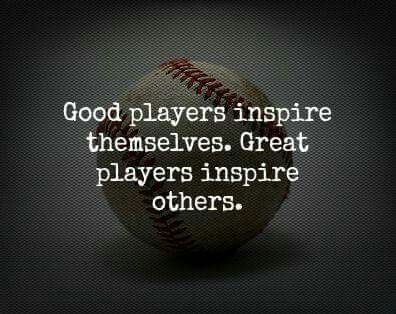 Good players inspire
themselves. Great
players inspire
others.